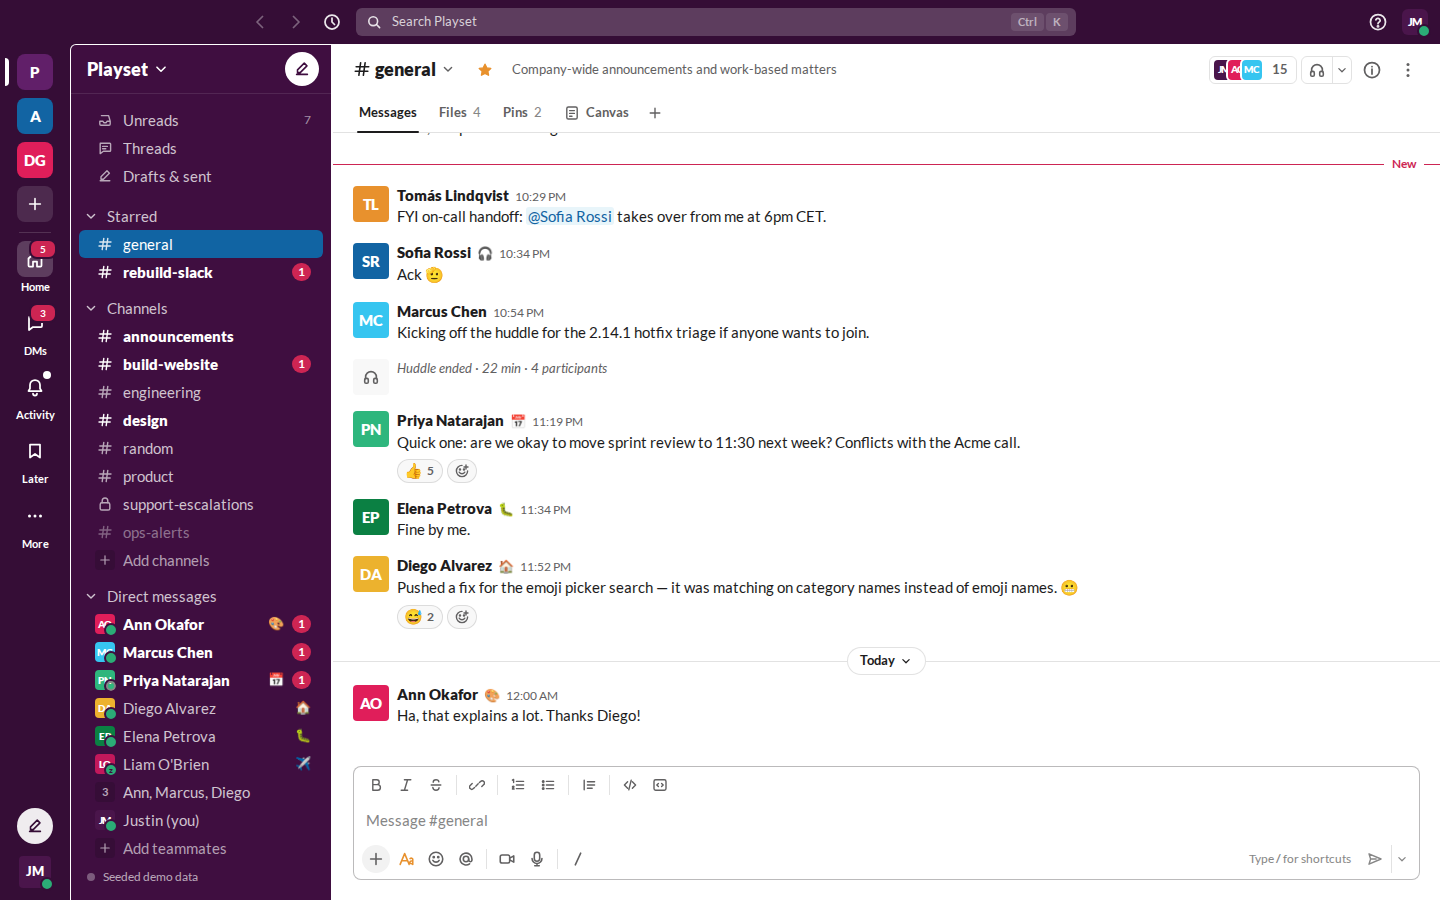 Search Playset
Ctrl
K
JM
P
A
DG
5
Home
3
DMs
Activity
Later
More
JM
Playset
Unreads 7
Threads
Drafts & sent
Starred
general
rebuild-slack 1
Channels
announcements
build-website 1
engineering
design
random
product
support-escalations
ops-alerts
Add channels
Direct messages
Ann Okafor 1
Marcus Chen 1
Priya Natarajan 1
Diego Alvarez
Elena Petrova
Liam O'Brien
3 Ann, Marcus, Diego
Justin (you)
Add teammates
Seeded demo data
# general
Company-wide announcements and work-based matters
MC 15
Messages
Files 4
Pins 2
Canvas
New
TL
Tomás Lindqvist 10:29 PM
FYI on-call handoff: @Sofia Rossi takes over from me at 6pm CET.
SR
Sofia Rossi 10:34 PM
Ack
MC
Marcus Chen 10:54 PM
Kicking off the huddle for the 2.14.1 hotfix triage if anyone wants to join.
Huddle ended · 22 min · 4 participants
PN
Priya Natarajan 11:19 PM
Quick one: are we okay to move sprint review to 11:30 next week? Conflicts with the Acme call.
5
EP
Elena Petrova 11:34 PM
Fine by me.
DA
Diego Alvarez 11:52 PM
Pushed a fix for the emoji picker search — it was matching on category names instead of emoji names.
2
Today
AO
Ann Okafor 12:00 AM
Ha, that explains a lot. Thanks Diego!
Message #general
Type / for shortcuts